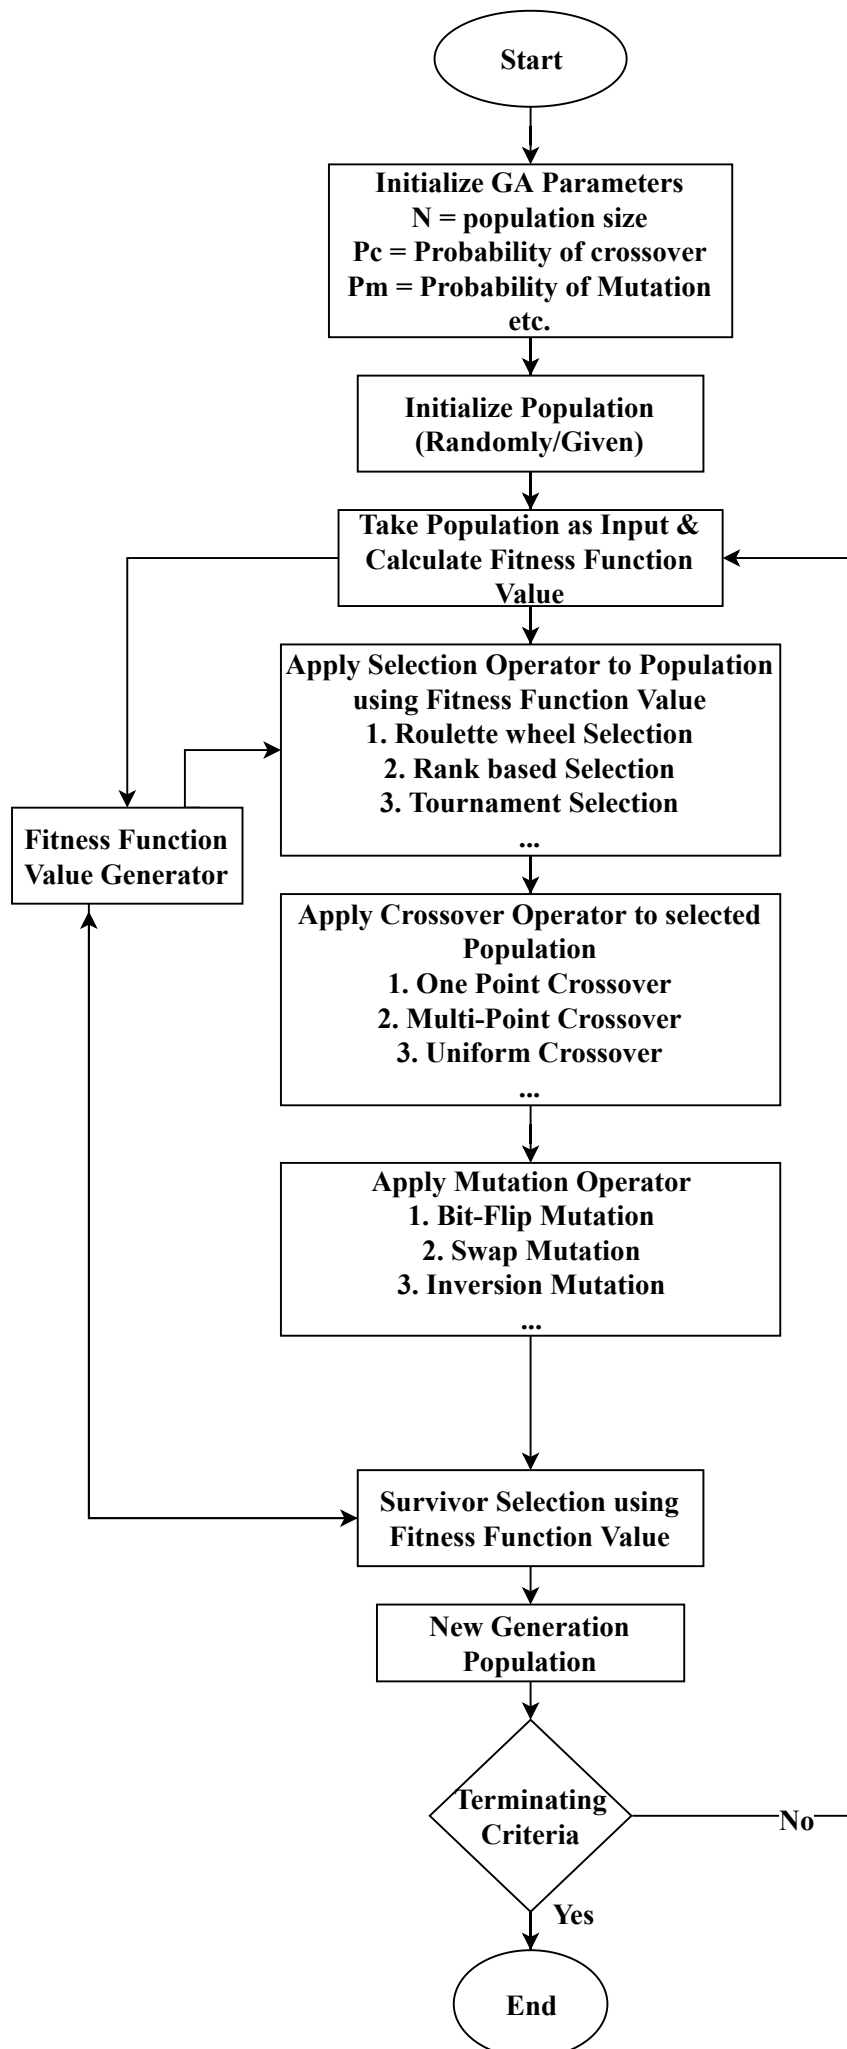 Start
Initialize GA Parameters
N = population size
Pc = Probability of crossover
Pm = Probability of Mutation
etc.
Initialize Population
(Randomly/Given)
Take Population as Input &
Calculate Fitness Function
Value
Apply Selection Operator to Population
using Fitness Function Value
1. Roulette wheel Selection
2. Rank based Selection
3. Tournament Selection
...
Fitness Function
Value Generator
Apply Crossover Operator to selected
Population
1. One Point Crossover
2. Multi-Point Crossover
3. Uniform Crossover
...
Apply Mutation Operator
1. Bit-Flip Mutation
2. Swap Mutation
3. Inversion Mutation
...
Survivor Selection using
Fitness Function Value
New Generation
Population
Terminating
Criteria
No
Yes
End